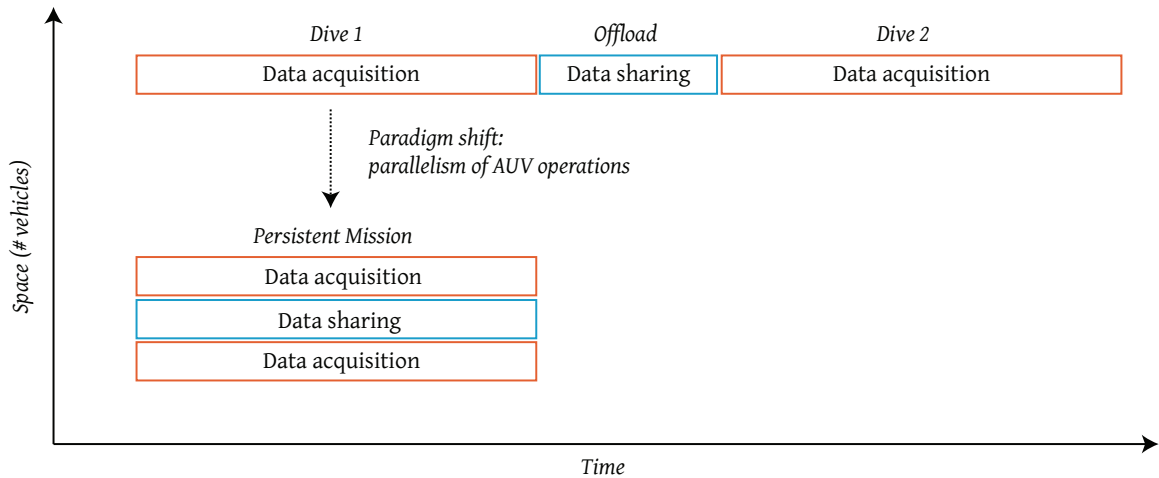 Dive 1
Offload
Dive 2
Data acquisition
Data sharing
Data acquisition
Paradigm shift:
parallelism of AUV operations
Space (# vehicles)
Persistent Mission
Data acquisition
Data sharing
Data acquisition
Time